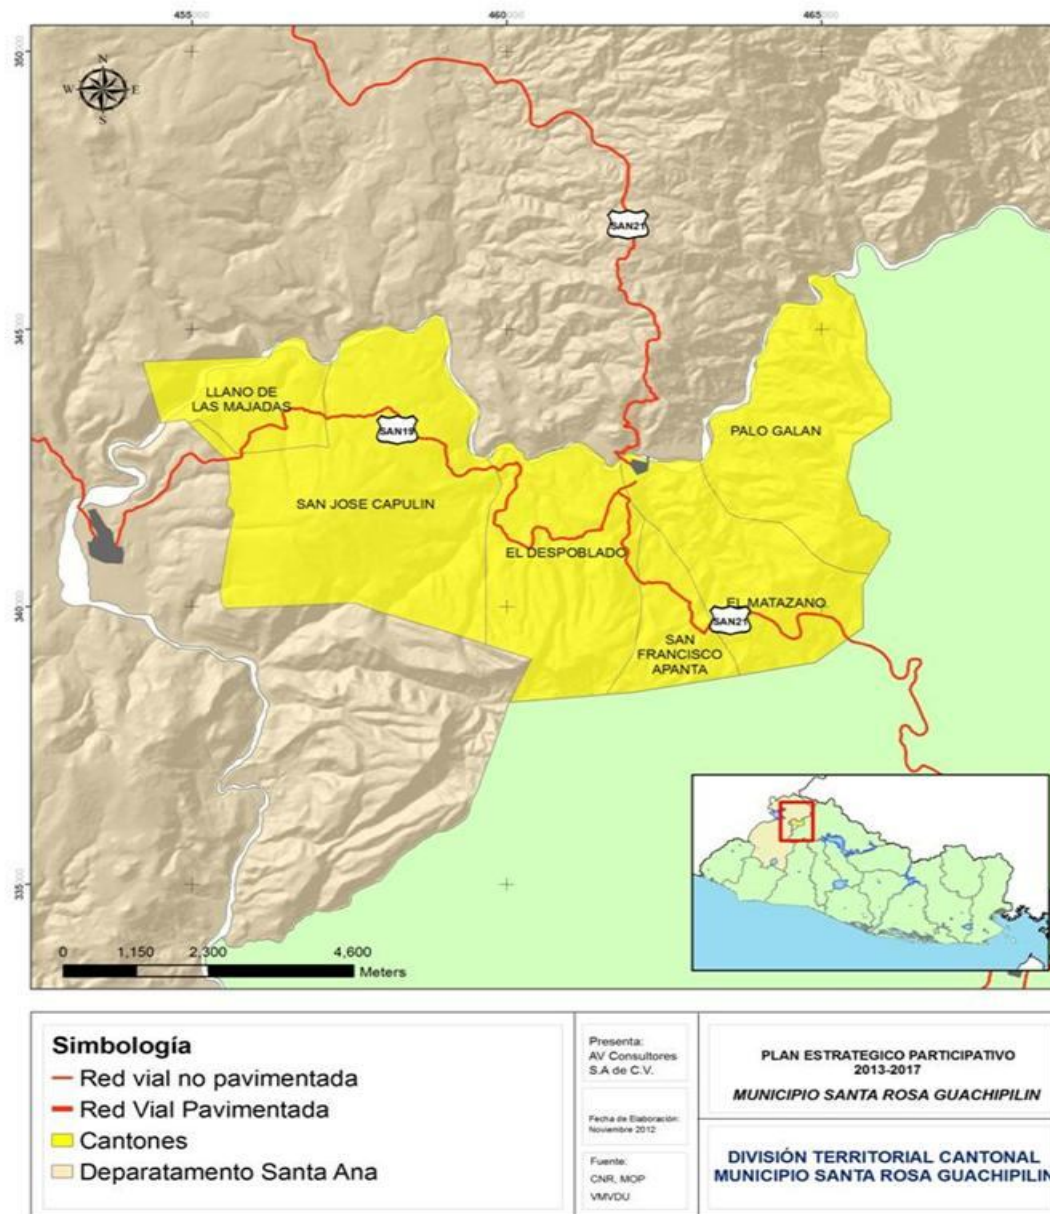 455000
460000
465000
350000
345000
340000
335000
N
W E
S
SAN21
LLANO DE
LAS MAJADAS
SAN19
PALO GALAN
SAN JOSE CAPULIN
EL DESPOBLADO
EL MATAZANO
SAN21
SAN
FRANCISCO
APANTA
0 1,150 2,300 4,600
Meters
Simbología
Red vial no pavimentada
Red Vial Pavimentada
Cantones
Deparatamento Santa Ana
Presenta:
AV Consultores
S.A de C.V.
Fecha de Elaboración:
Noviembre 2012
Fuente:
CNR, MOP
VMVDU
PLAN ESTRATEGICO PARTICIPATIVO
2013-2017
MUNICIPIO SANTA ROSA GUACHIPILIN
DIVISIÓN TERRITORIAL CANTONAL
MUNICIPIO SANTA ROSA GUACHIPILIN